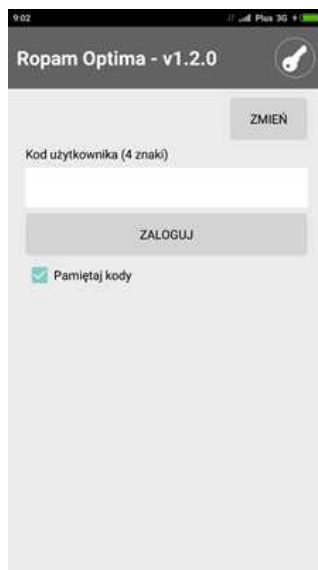 9:02 Plus 3G
Ropam Optima - v1.2.0
ZMIEŃ
Kod użytkownika (4 znaki)
ZALOGUJ
Pamiętaj kody